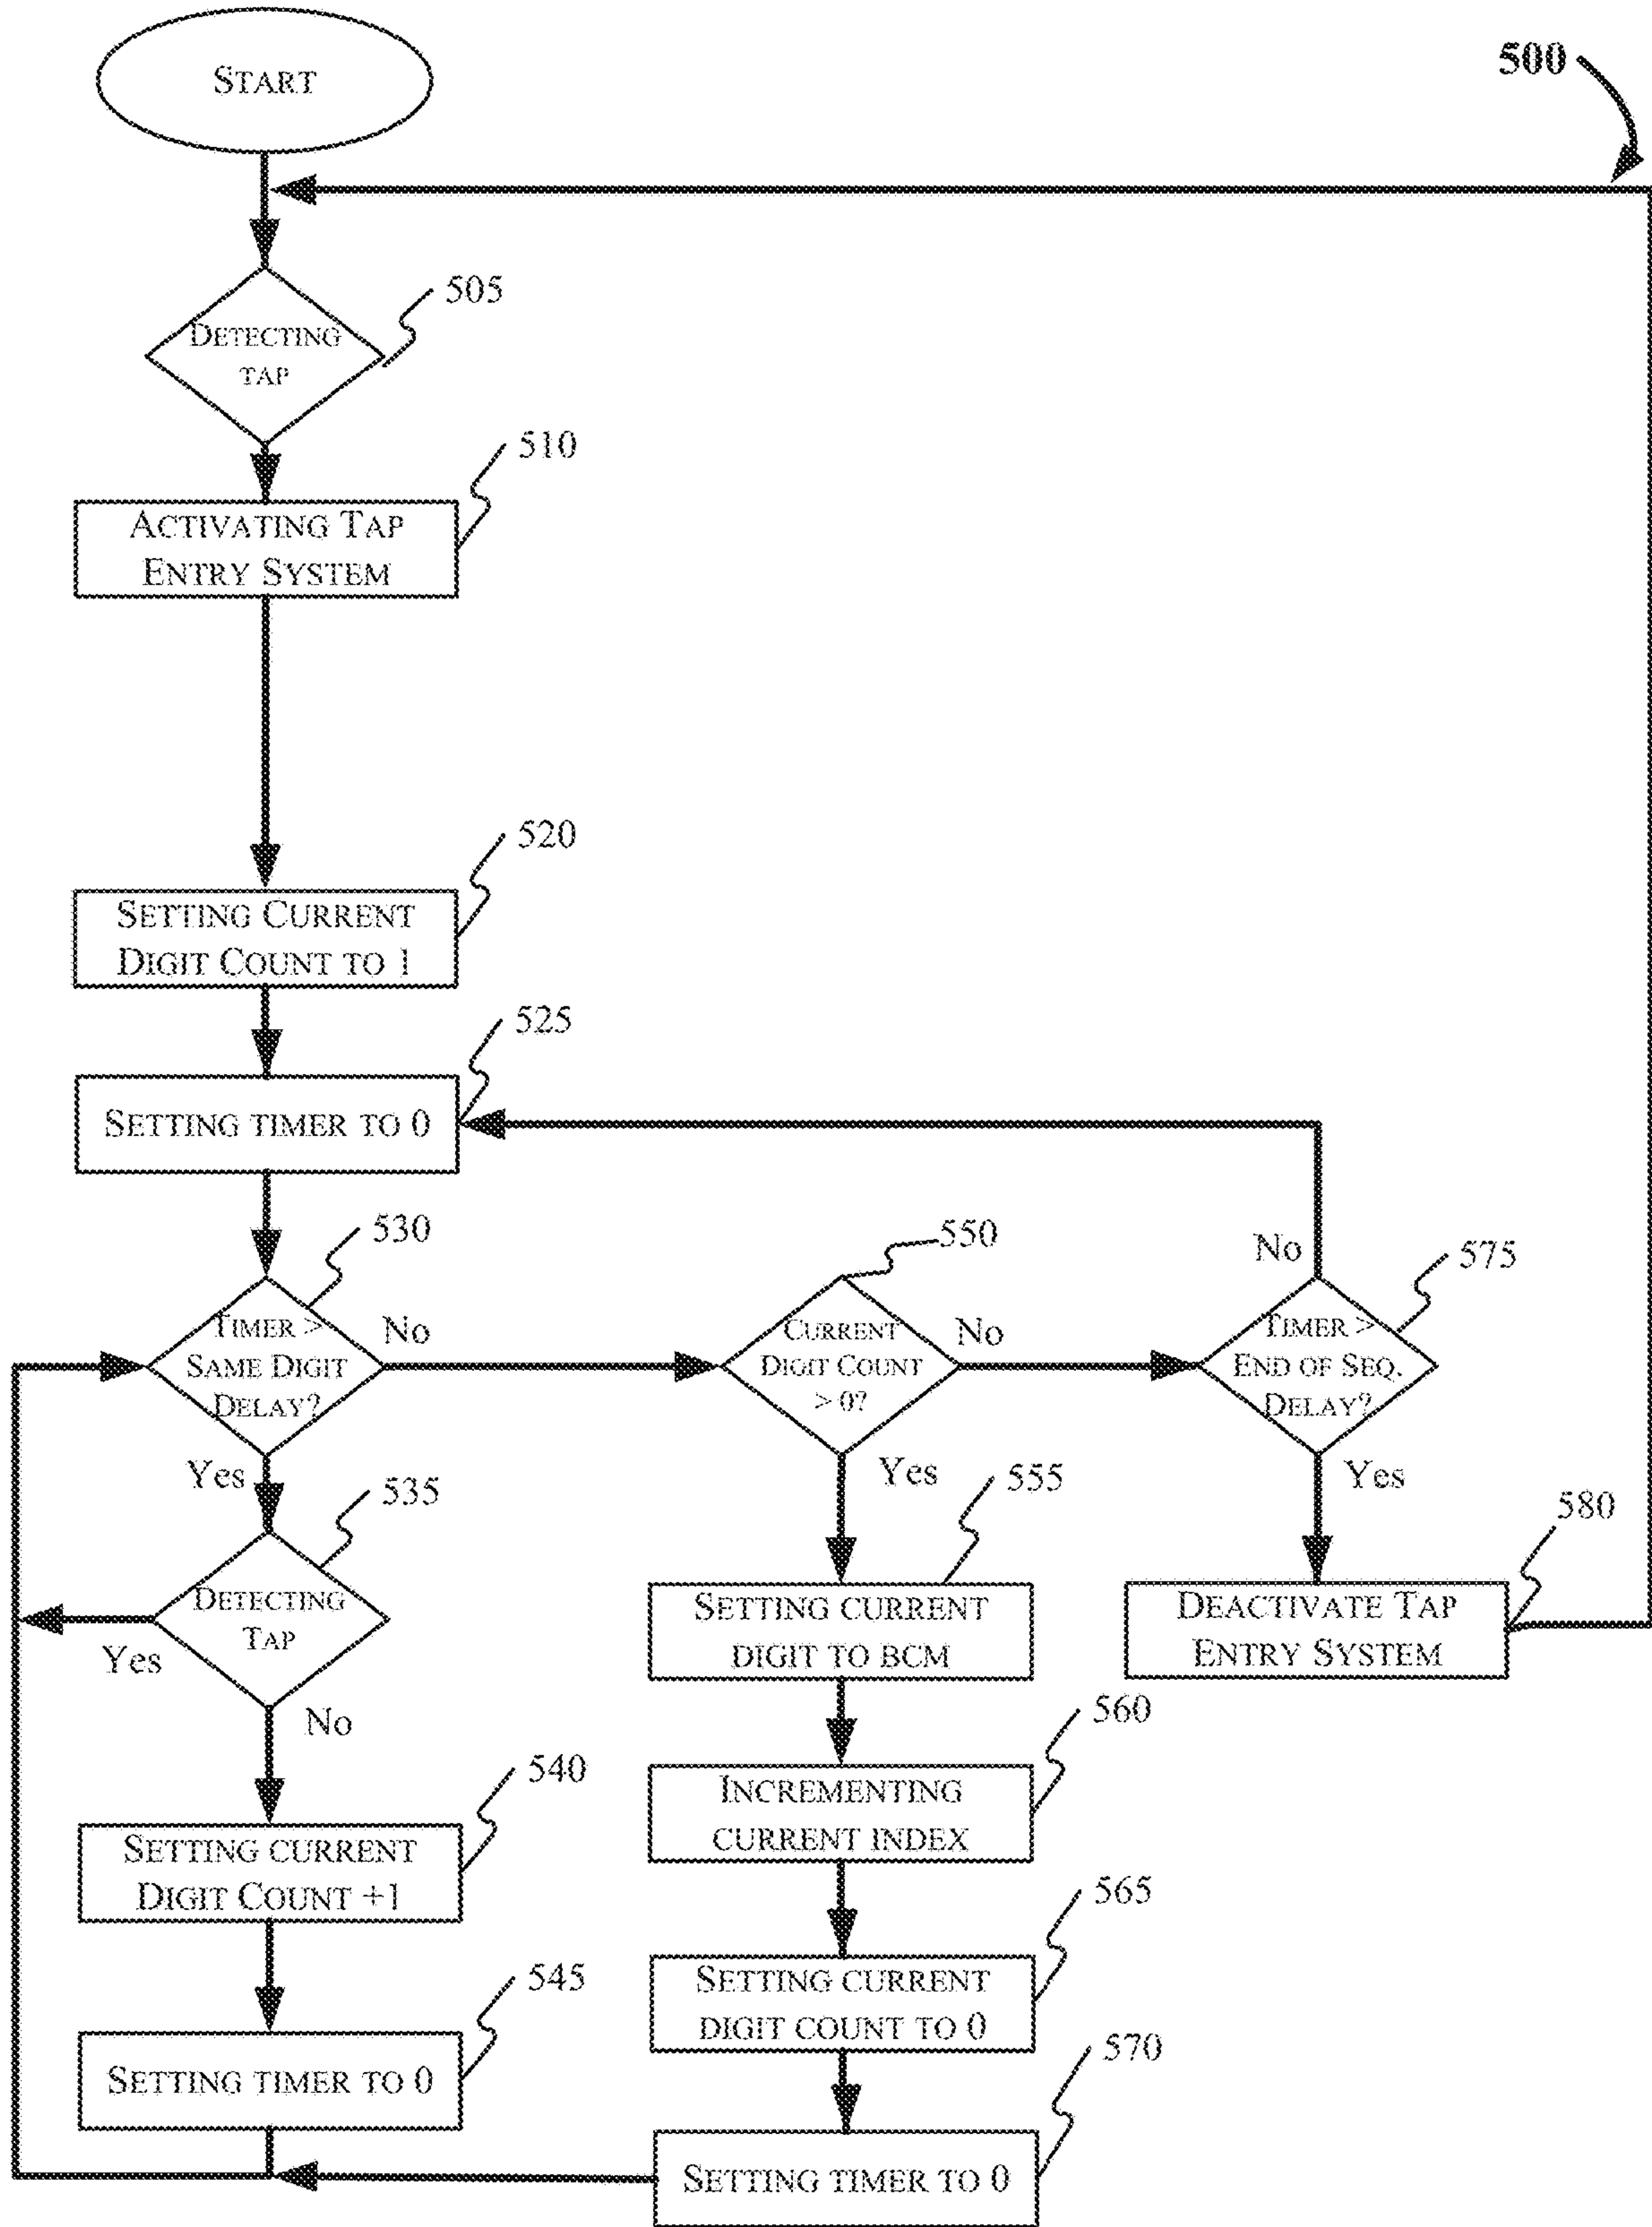 START
500
505
DETECTING
TAP
510
ACTIVATING TAP
ENTRY SYSTEM
520
SETTING CURRENT
DIGIT COUNT TO 1
525
SETTING TIMER TO 0
530
TIMER >
SAME DIGIT
DELAY?
No
Yes
550
CURRENT
DIGIT COUNT
> 0?
No
Yes
575
No
TIMER >
END OF SEQ.
DELAY?
Yes
535
DETECTING
TAP
Yes
No
555
SETTING CURRENT
DIGIT TO BCM
580
DEACTIVATE TAP
ENTRY SYSTEM
560
INCREMENTING
CURRENT INDEX
540
SETTING CURRENT
DIGIT COUNT +1
565
SETTING CURRENT
DIGIT COUNT TO 0
545
SETTING TIMER TO 0
570
SETTING TIMER TO 0